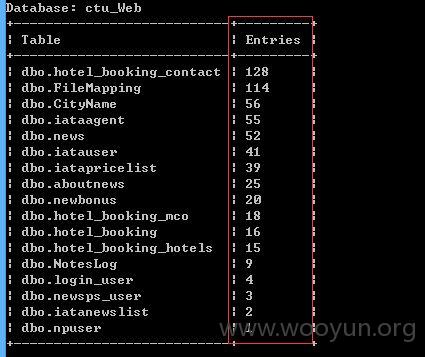 Database: ctu_Web
Table Entries
dbo.hotel_booking_contact 128
dbo.FileMapping 114
dbo.CityName 56
dbo.iataagent 55
dbo.news 52
dbo.iatauser 41
dbo.iatapricelist 39
dbo.aboutnews 25
dbo.newbonus 20
dbo.hotel_booking_mco 18
dbo.hotel_booking 16
dbo.hotel_booking_hotels 15
dbo.NotesLog 9
dbo.login_user 4
dbo.newsps_user 3
dbo.iatanewslist 2
dbo.npuser
www.wooyun.org